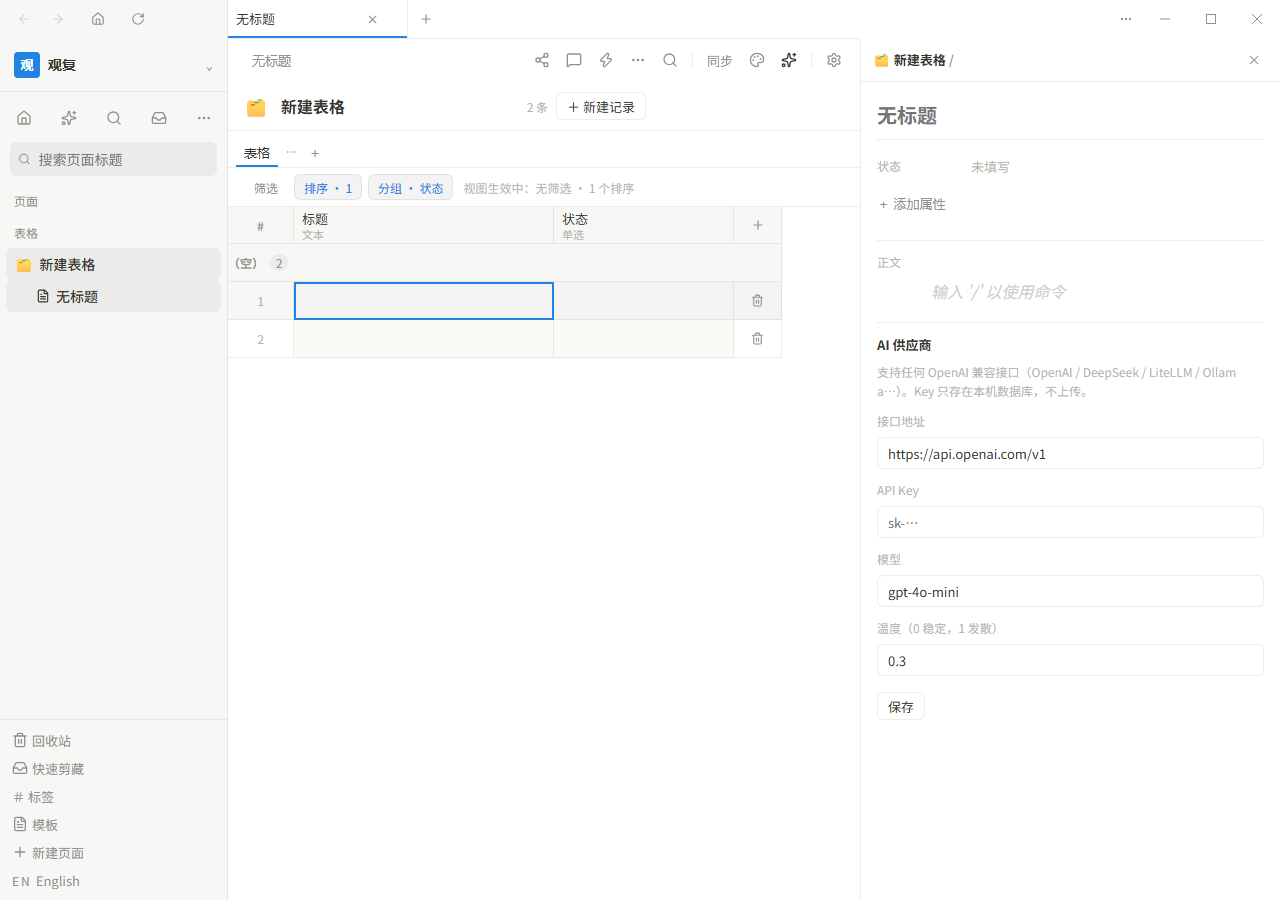 无标题
观 观复
搜索页面标题
页面
表格
新建表格
无标题
回收站
快速剪藏
# 标签
模板
新建页面
EN English
无标题
同步
新建表格
2 条
新建记录
表格
筛选
排序 · 1
分组 · 状态
视图生效中：无筛选 · 1 个排序
#
标题
文本
状态
单选
（空） 2
1
2
新建表格 /
无标题
状态
未填写
+ 添加属性
正文
输入 '/' 以使用命令
AI 供应商
支持任何 OpenAI 兼容接口（OpenAI / DeepSeek / LiteLLM / Ollam
a…）。Key 只存在本机数据库，不上传。
接口地址
https://api.openai.com/v1
API Key
sk-…
模型
gpt-4o-mini
温度（0 稳定，1 发散）
0.3
保存